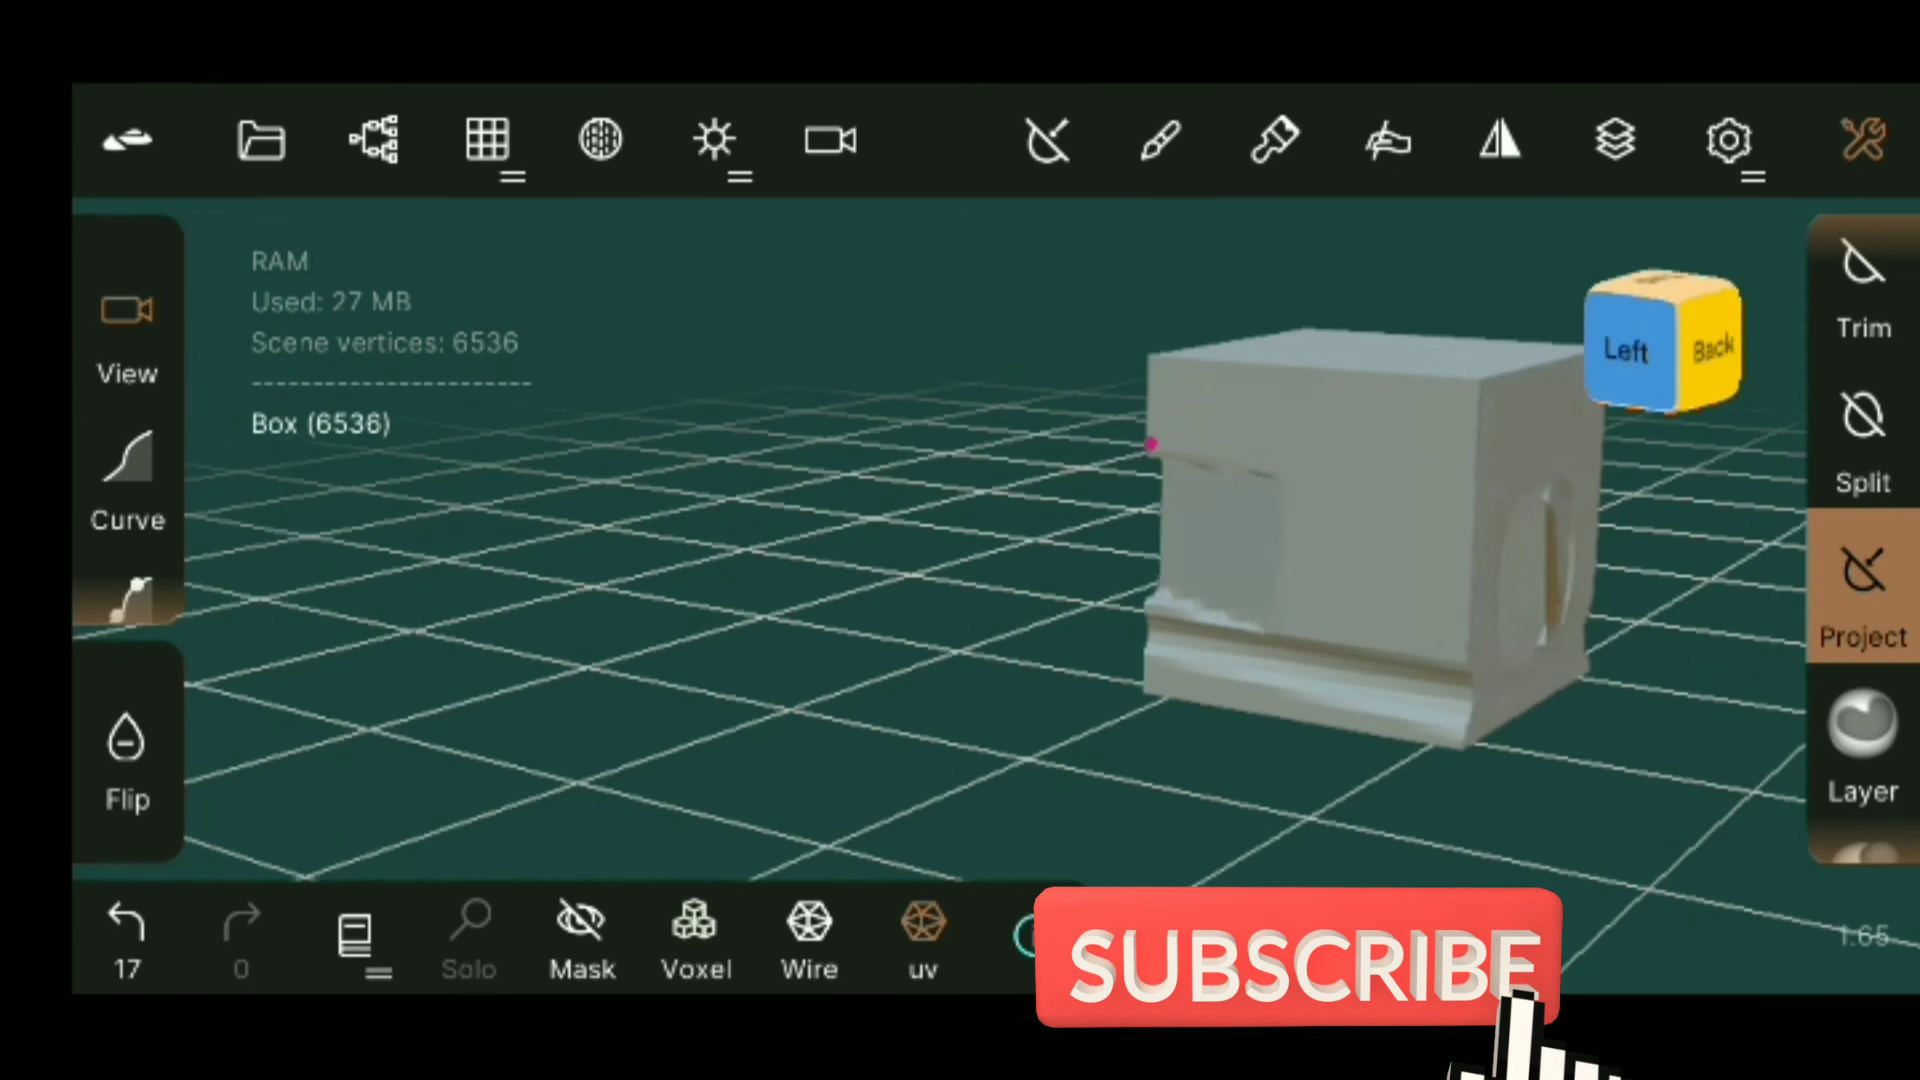 RAM
Used: 27 MB
Scene vertices: 6536
--------------------------
Box (6536)
View
Curve
Flip
Left
Back
Trim
Split
Project
Layer
1.65
17
0
Solo
Mask
Voxel
Wire
uv
SUBSCRIBE